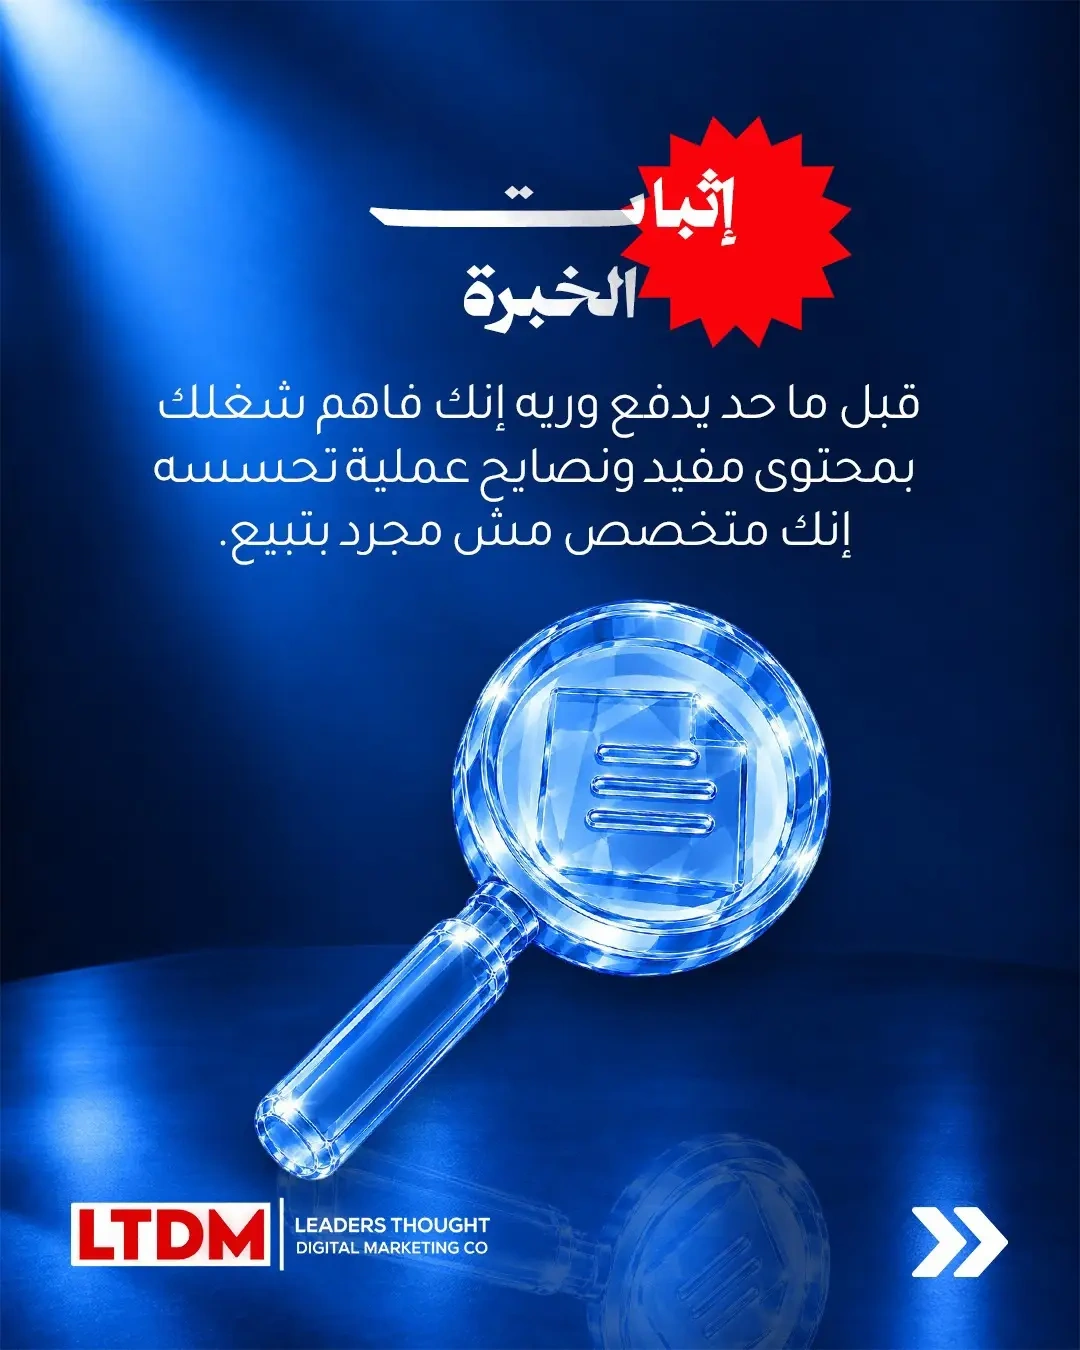 إثبات
الخبرة
قبل ما حد يدفع وريه إنك فاهم شغلك
بمحتوى مفيد ونصايح عملية تحسسه
إنك متخصص مش مجرد بتبيع.
LTDM
LEADERS THOUGHT
DIGITAL MARKETING CO